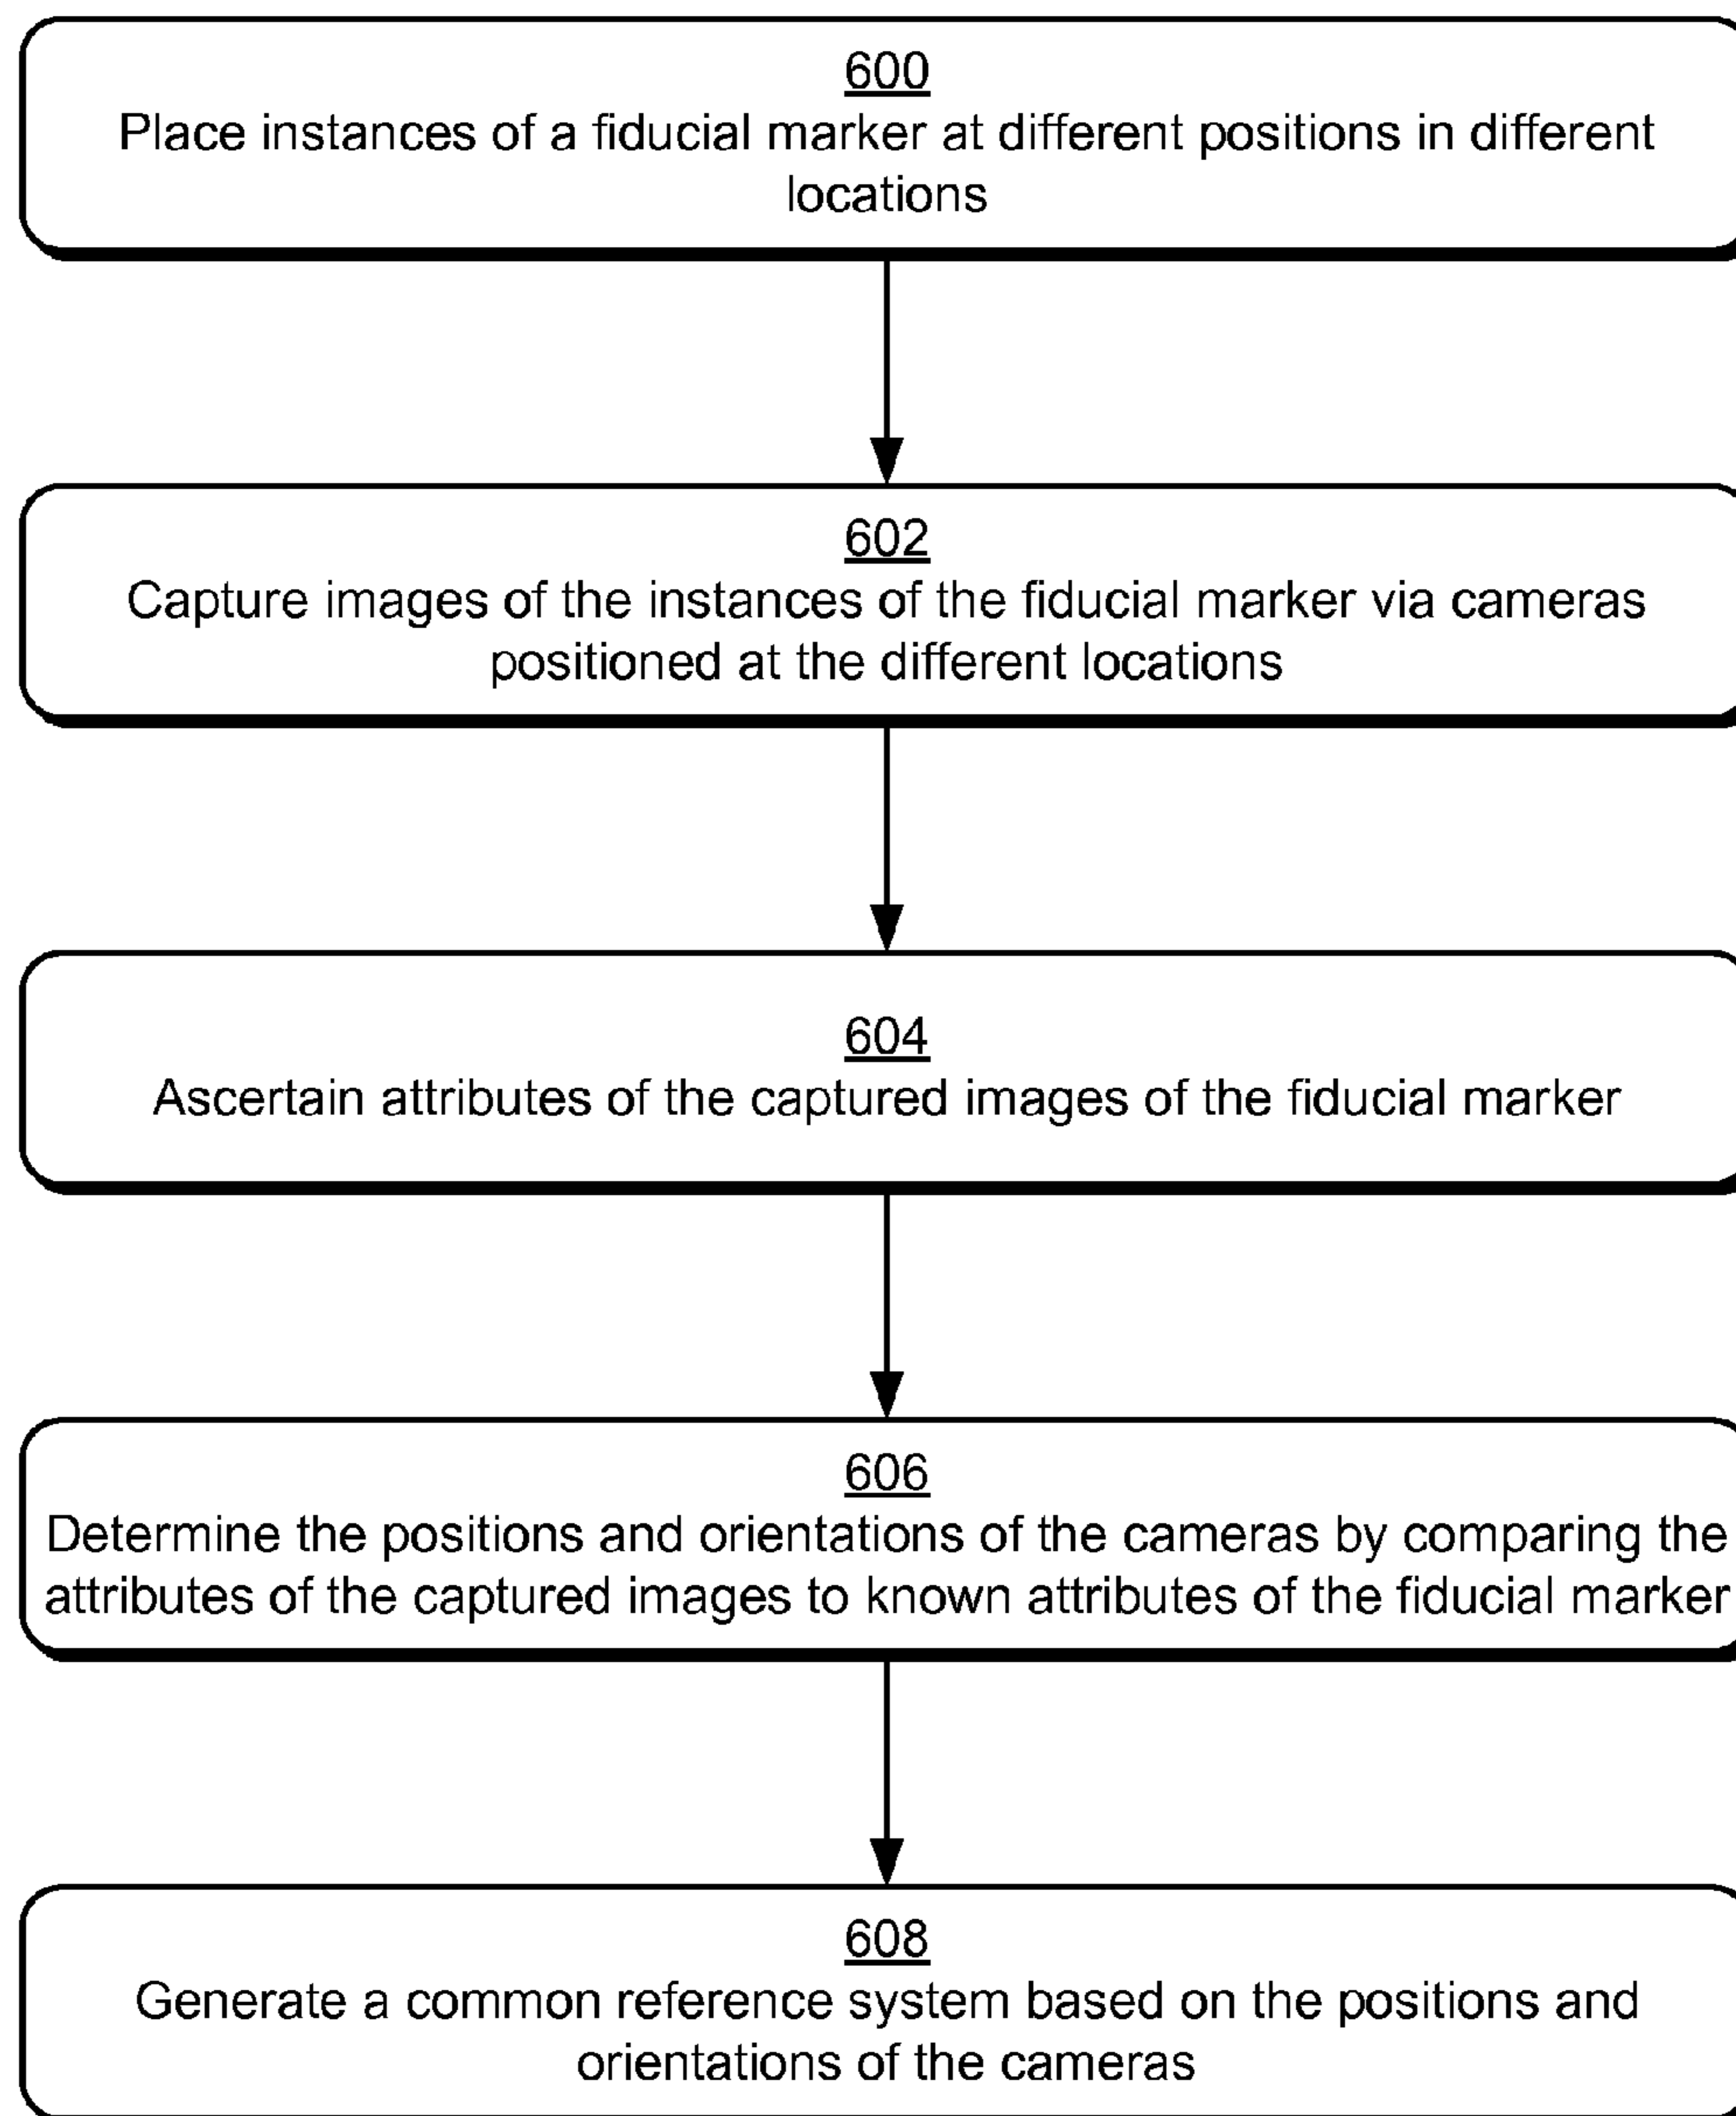 600
Place instances of a fiducial marker at different positions in different
locations
602
Capture images of the instances of the fiducial marker via cameras
positioned at the different locations
604
Ascertain attributes of the captured images of the fiducial marker
606
Determine the positions and orientations of the cameras by comparing the
attributes of the captured images to known attributes of the fiducial marker
608
Generate a common reference system based on the positions and
orientations of the cameras